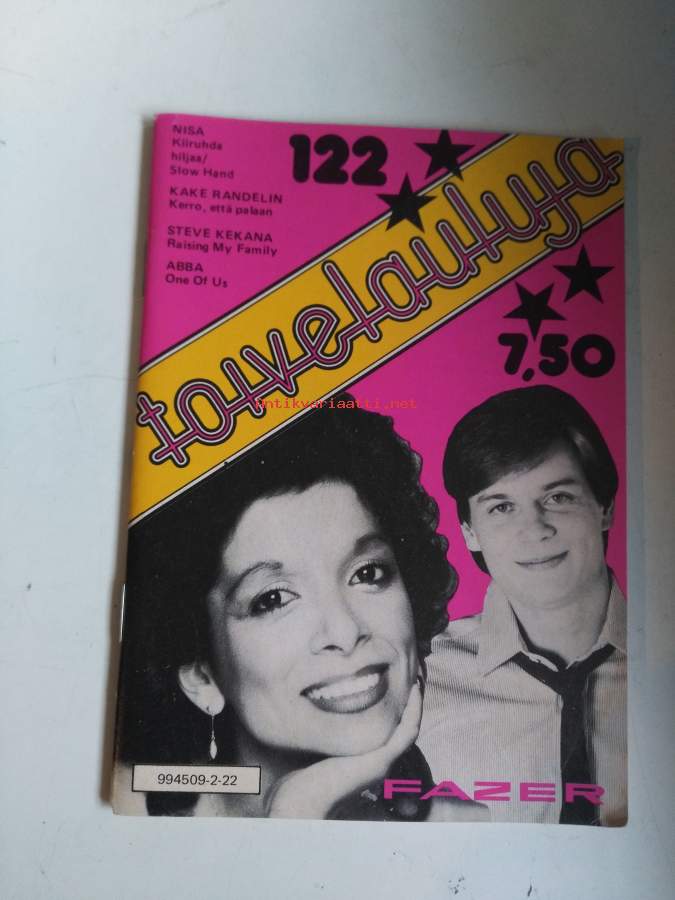 NISA
Kiiruhda
hiljaa/
Slow Hand
KAKE RANDELIN
Kerro, että palaan
STEVE KEKANA
Raising My Family
ABBA
One Of Us
122
toivelauluja
7,50
Antikvariaatti.net
994509-2-22
FAZER